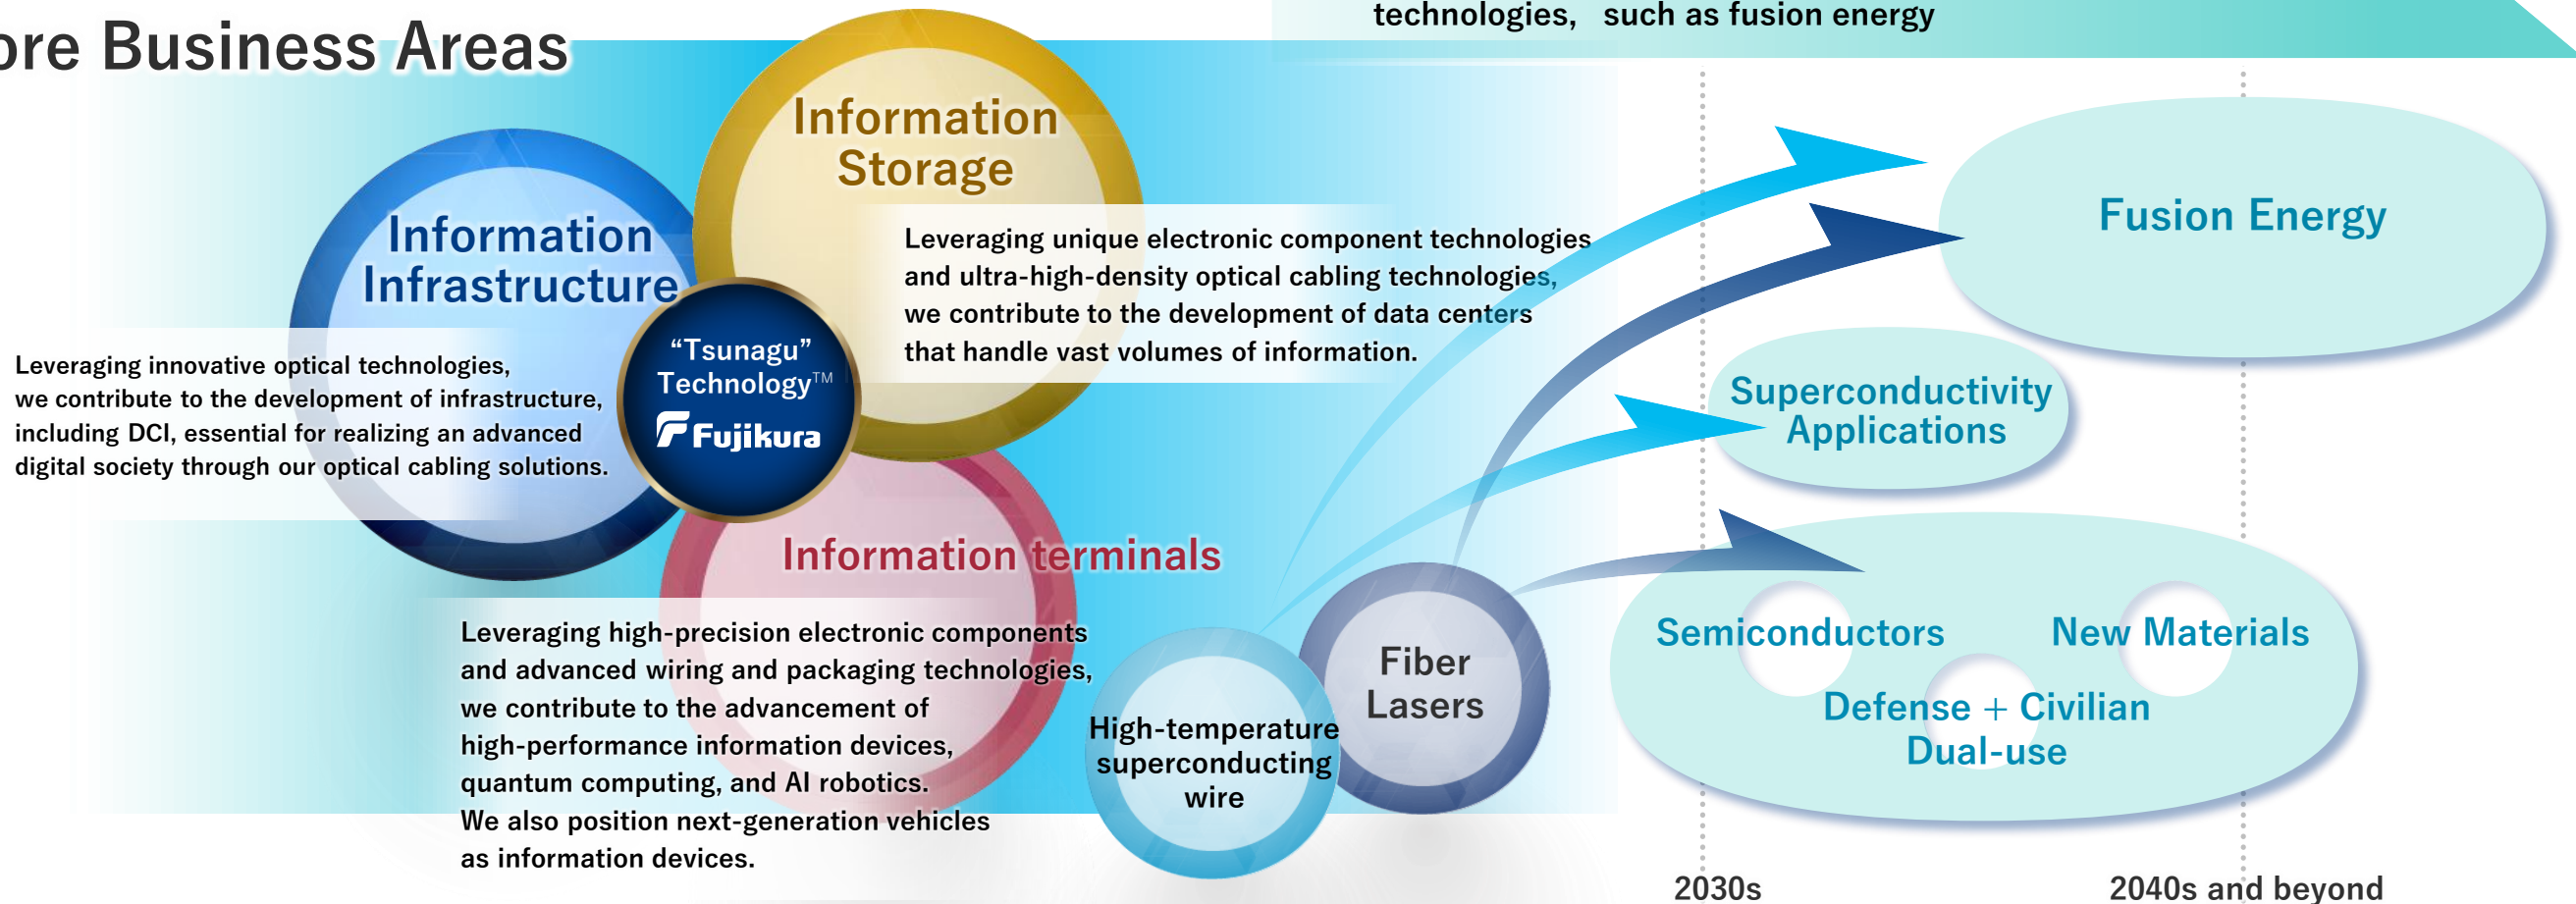 technologies, such as fusion energy
ore Business Areas
Information
Storage
Information
Infrastructure
Leveraging unique electronic component technologies
and ultra-high-density optical cabling technologies,
we contribute to the development of data centers
that handle vast volumes of information.
“Tsunagu”
Technology™
Fujikura
Leveraging innovative optical technologies,
we contribute to the development of infrastructure,
including DCI, essential for realizing an advanced
digital society through our optical cabling solutions.
Information terminals
Leveraging high-precision electronic components
and advanced wiring and packaging technologies,
we contribute to the advancement of
high-performance information devices,
quantum computing, and AI robotics.
We also position next-generation vehicles
as information devices.
High-temperature
superconducting
wire
Fiber
Lasers
Fusion Energy
Superconductivity
Applications
Semiconductors
New Materials
Defense + Civilian
Dual-use
2030s
2040s and beyond